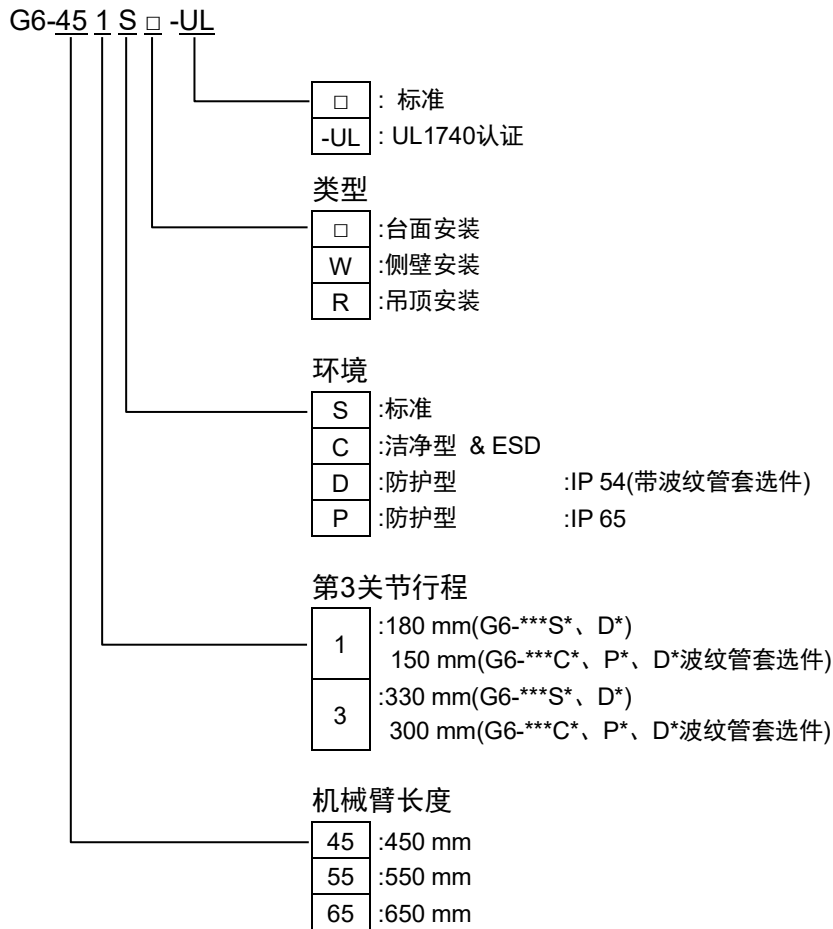 G6-45 1 S □ -UL
□ : 标准
-UL : UL1740认证
类型
□ :台面安装
W :侧壁安装
R :吊顶安装
环境
S :标准
C :洁净型 & ESD
D :防护型 :IP 54(带波纹管套选件)
P :防护型 :IP 65
第3关节行程
1 :180 mm(G6-***S*、D*)
150 mm(G6-***C*、P*、D*波纹管套选件)
3 :330 mm(G6-***S*、D*)
300 mm(G6-***C*、P*、D*波纹管套选件)
机械臂长度
45 :450 mm
55 :550 mm
65 :650 mm